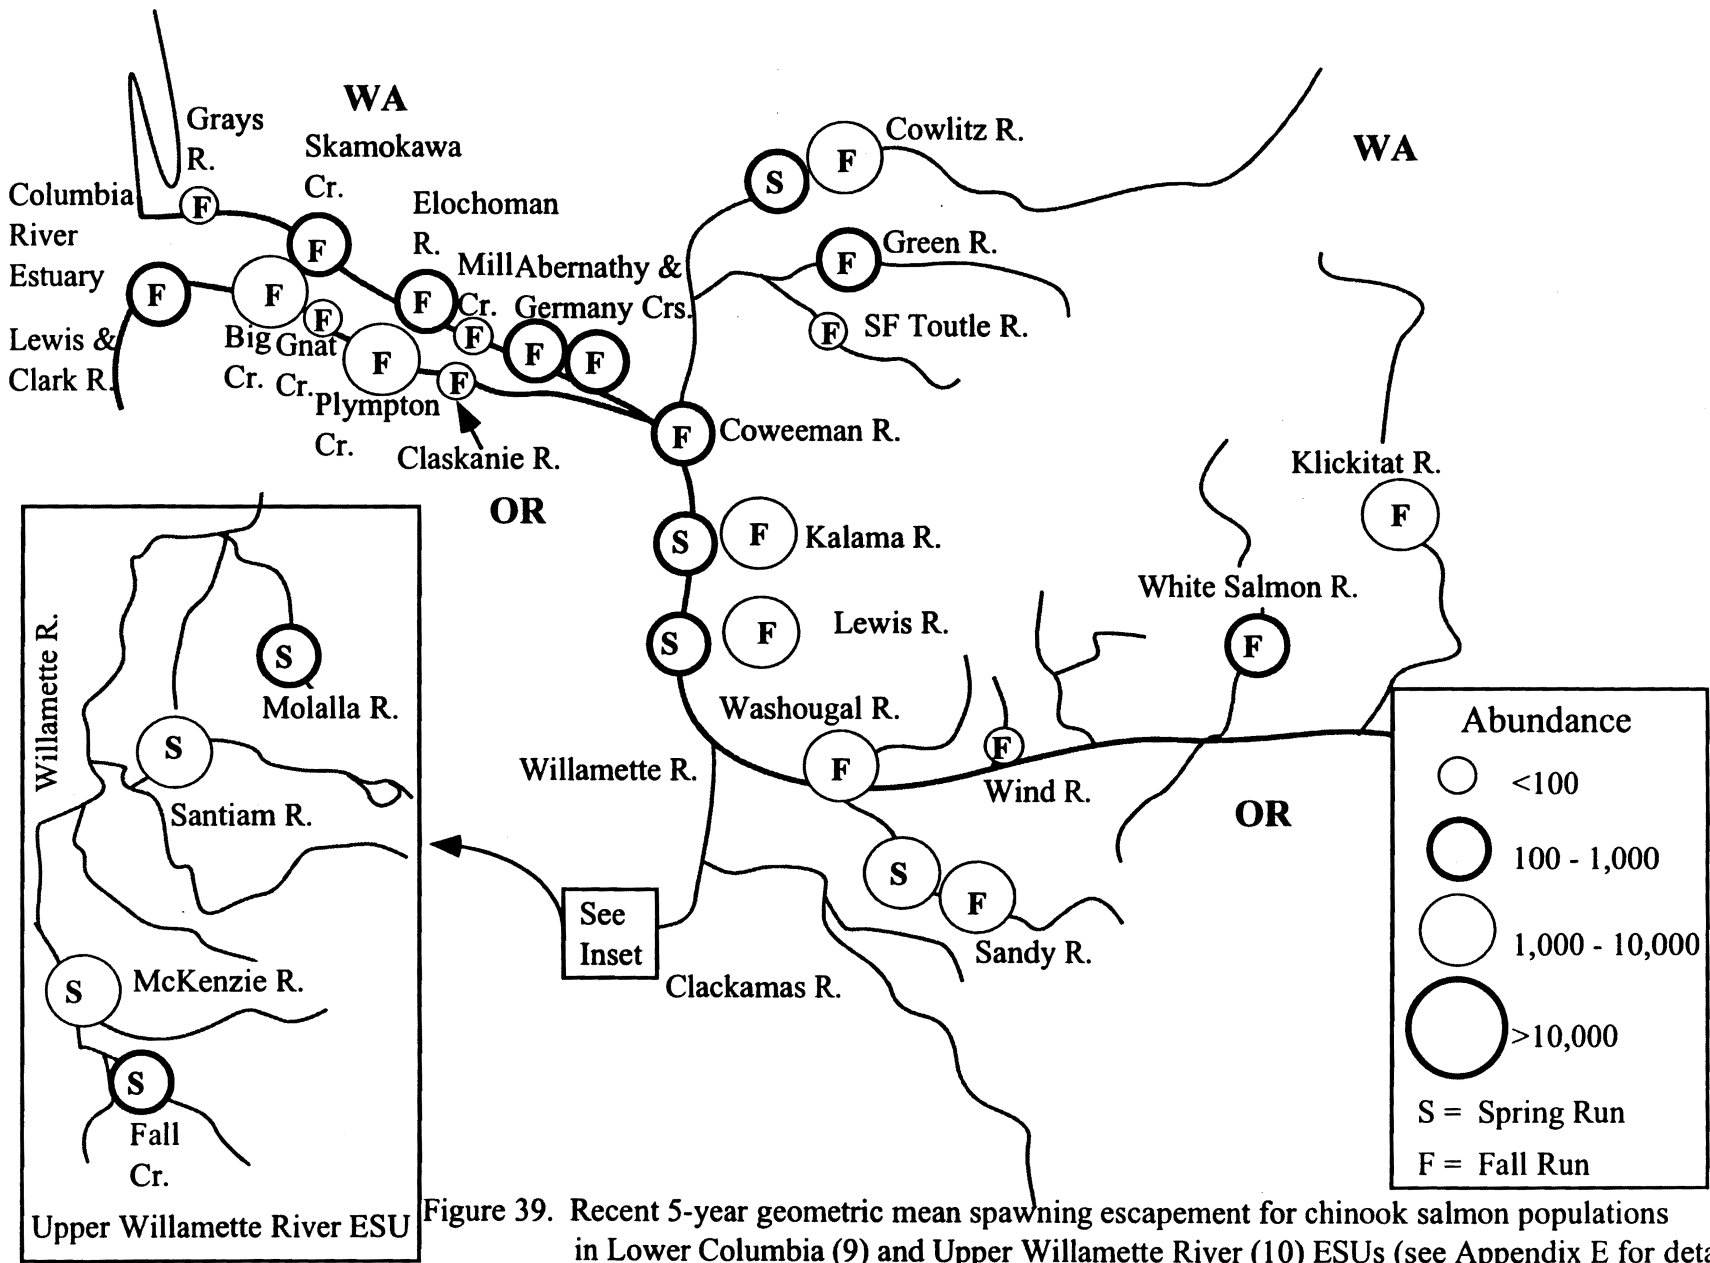 WA
Grays
R.
Skamokawa
Cr.
Columbia
River
Estuary
Elochoman
R.
Mill
Cr.
Abernathy &
Germany Crs.
Lewis &
Clark R.
Big
Cr.
Gnat
Cr.
Plympton
Cr.
Claskanie R.
OR
F
F
F
F
F
F
F
F
F
F
F
S
F
Cowlitz R.
WA
F
Green R.
F
SF Toutle R.
F
Coweeman R.
S
F
Kalama R.
S
F
Lewis R.
Klickitat R.
F
White Salmon R.
F
Washougal R.
F
F
Wind R.
Willamette R.
OR
S
F
Sandy R.
See
Inset
Clackamas R.
Willamette R.
S
Molalla R.
S
Santiam R.
S
McKenzie R.
S
Fall
Cr.
Upper Willamette River ESU
Abundance
<100
100 - 1,000
1,000 - 10,000
>10,000
S = Spring Run
F = Fall Run
Figure 39. Recent 5-year geometric mean spawning escapement for chinook salmon populations
in Lower Columbia (9) and Upper Willamette River (10) ESUs (see Appendix E for deta